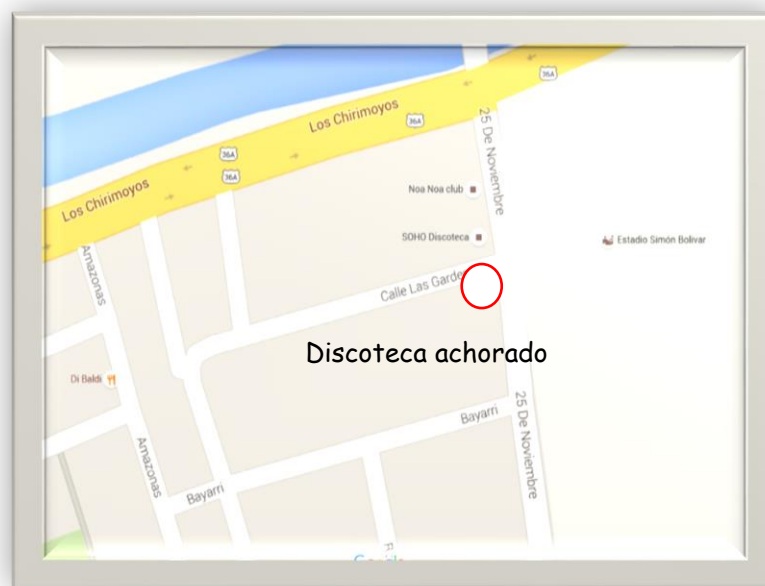 36A
Los Chirimoyos
36A
25 De Noviembre
36A
36A
Los Chirimoyos
Noa Noa club
SOHO Discoteca
Estadio Simón Bolivar
Amazonas
Calle Las Garde
Discoteca achorado
Di Baldi
Bayarri
25 De Noviembre
Amazonas
Bayarri